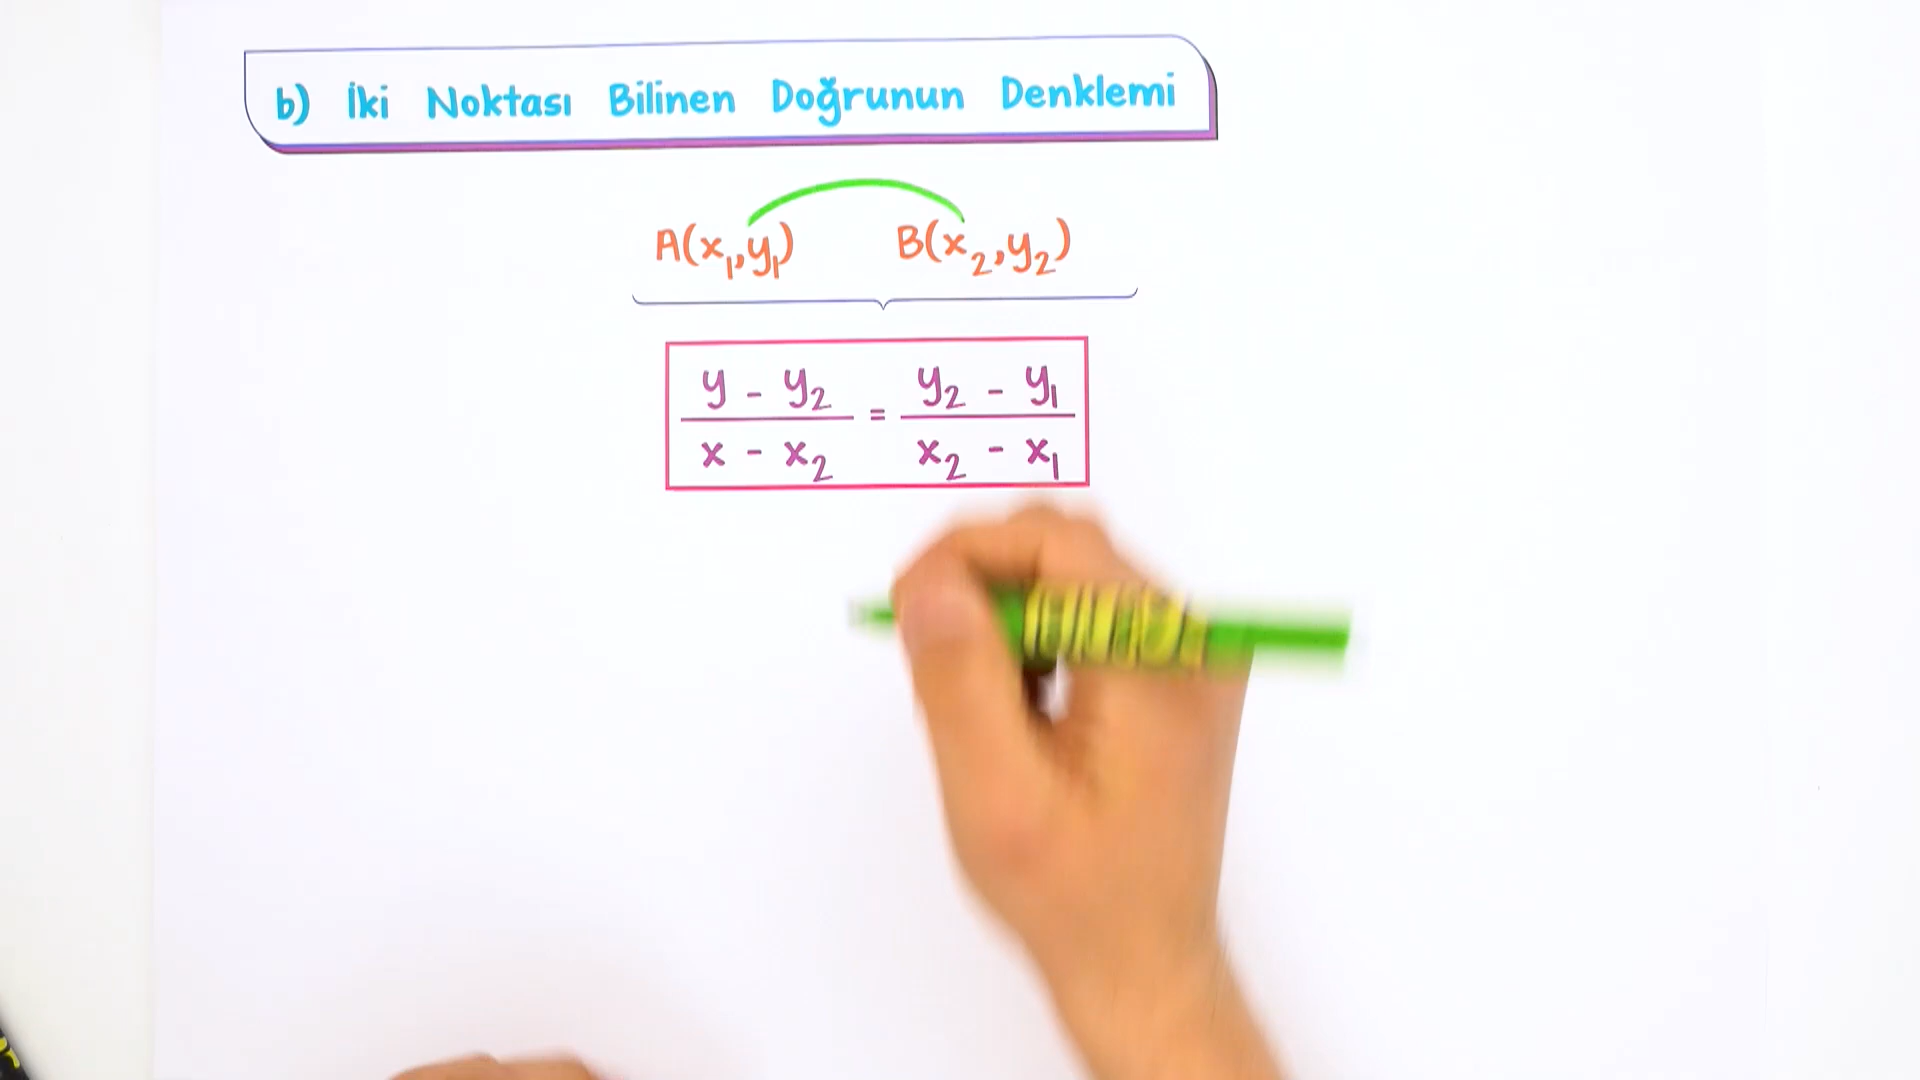 b) İki Noktası Bilinen Doğrunun Denklemi
A(x₁,y₁) B(x₂,y₂)
y - y₂ / x - x₂ = y₂ - y₁ / x₂ - x₁